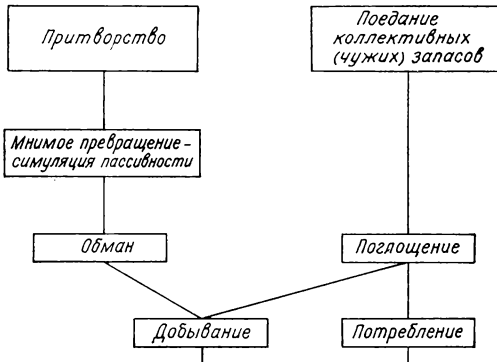 Притворство
Поедание
коллективных
(чужих) запасов
Мнимое превращение-
симуляция пассивности
Обман
Поглощение
Добывание
Потребление